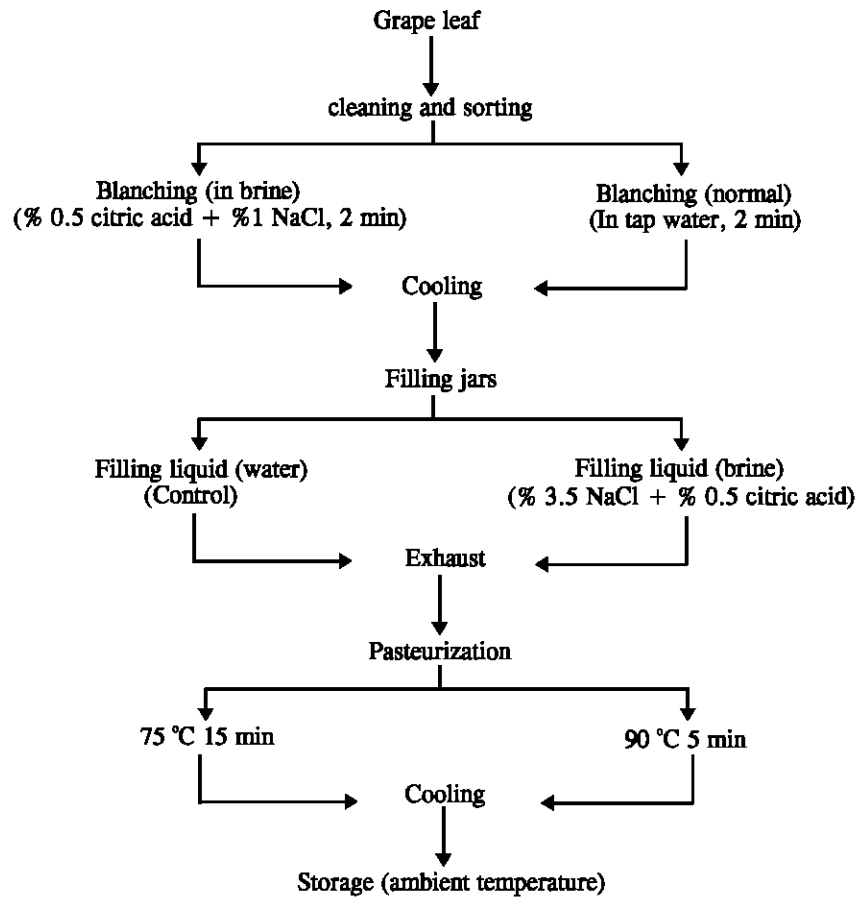 Grape leaf
cleaning and sorting
Blanching (in brine)
(% 0.5 citric acid + %1 NaCl, 2 min)
Blanching (normal)
(In tap water, 2 min)
Cooling
Filling jars
Filling liquid (water)
(Control)
Filling liquid (brine)
(% 3.5 NaCl + % 0.5 citric acid)
Exhaust
Pasteurization
75 °C 15 min
90 °C 5 min
Cooling
Storage (ambient temperature)